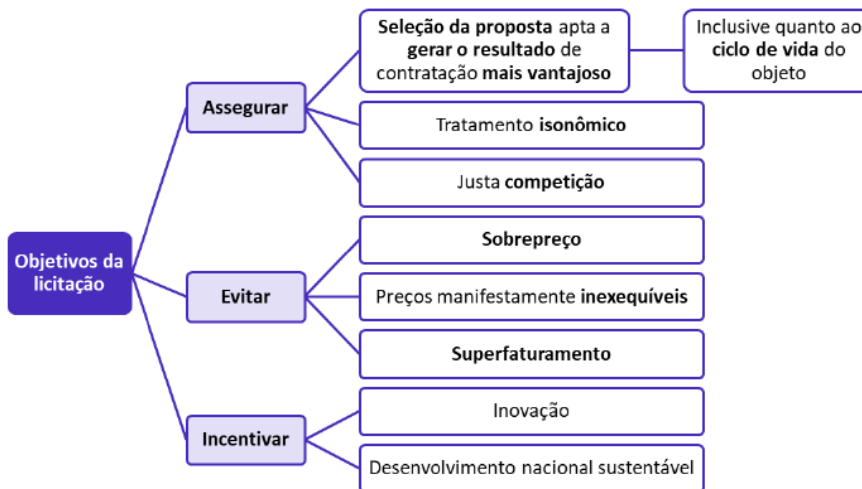 Objetivos da
licitação
Assegurar
Seleção da proposta apta a
gerar o resultado de
contratação mais vantajoso
Inclusive quanto ao
ciclo de vida do
objeto
Tratamento isonômico
Justa competição
Evitar
Sobrepreço
Preços manifestamente inexequíveis
Superfaturamento
Incentivar
Inovação
Desenvolvimento nacional sustentável